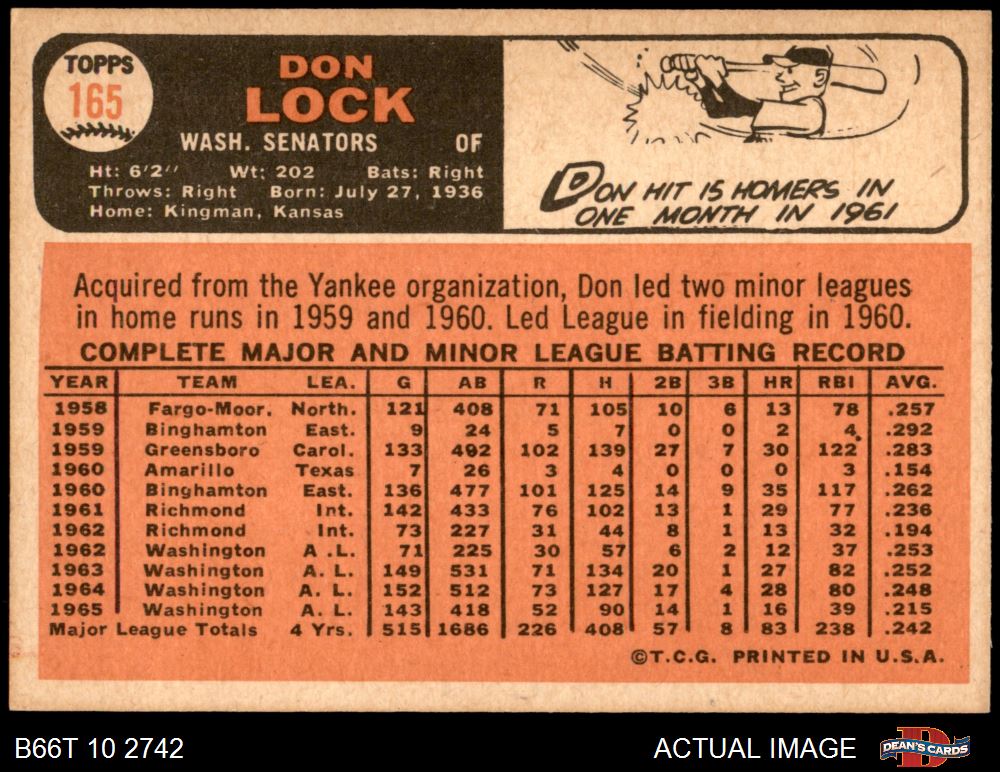 TOPPS
165
DON
LOCK
WASH. SENATORS OF
Ht: 6'2" Wt: 202 Bats: Right
Throws: Right Born: July 27, 1936
Home: Kingman, Kansas
DON HIT 15 HOMERS IN
ONE MONTH IN 1961
Acquired from the Yankee organization, Don led two minor leagues
in home runs in 1959 and 1960. Led League in fielding in 1960.
COMPLETE MAJOR AND MINOR LEAGUE BATTING RECORD
YEAR TEAM LEA. G AB R H 2B 3B HR RBI AVG.
1958 Fargo-Moor. North. 121 408 71 105 10 6 13 78 .257
1959 Binghamton East. 9 24 5 7 0 0 2 4 .292
1959 Greensboro Carol. 133 492 102 139 27 7 30 122 .283
1960 Amarillo Texas 7 26 3 4 0 0 0 3 .154
1960 Binghamton East. 136 477 101 125 14 9 35 117 .262
1961 Richmond Int. 142 433 76 102 13 1 29 77 .236
1962 Richmond Int. 73 227 31 44 8 1 13 32 .194
1962 Washington A .L. 71 225 30 57 6 2 12 37 .253
1963 Washington A. L. 149 531 71 134 20 1 27 82 .252
1964 Washington A. L. 152 512 73 127 17 4 28 80 .248
1965 Washington A. L. 143 418 52 90 14 1 16 39 .215
Major League Totals 4 Yrs. 515 1686 226 408 57 8 83 238 .242
©T.C.G. PRINTED IN U.S.A.
B66T 10 2742 ACTUAL IMAGE DEAN'S CARDS